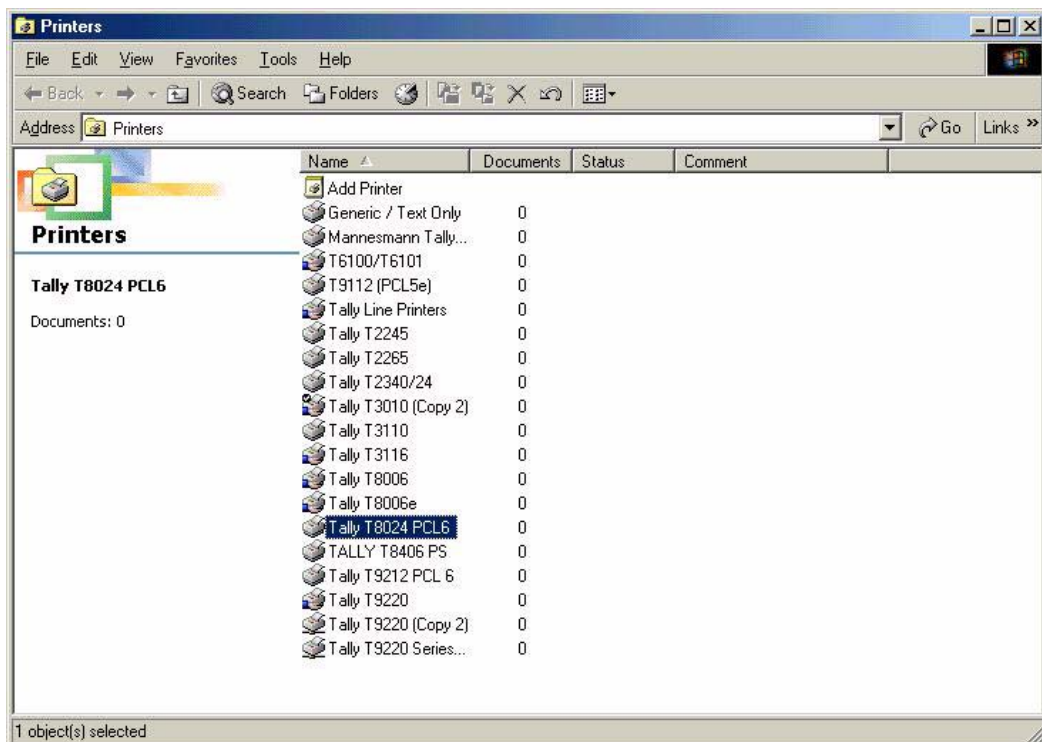 Printers
File Edit View Favorites Tools Help
Back Search Folders
Address Printers Go Links »
Name Documents Status Comment
Printers
Tally T8024 PCL6
Documents: 0
Add Printer
Generic / Text Only 0
Mannesmann Tally... 0
T6100/T6101 0
T9112 (PCL5e) 0
Tally Line Printers 0
Tally T2245 0
Tally T2265 0
Tally T2340/24 0
Tally T3010 (Copy 2) 0
Tally T3110 0
Tally T3116 0
Tally T8006 0
Tally T8006e 0
Tally T8024 PCL6 0
TALLY T8406 PS 0
Tally T9212 PCL 6 0
Tally T9220 0
Tally T9220 (Copy 2) 0
Tally T9220 Series... 0
1 object(s) selected